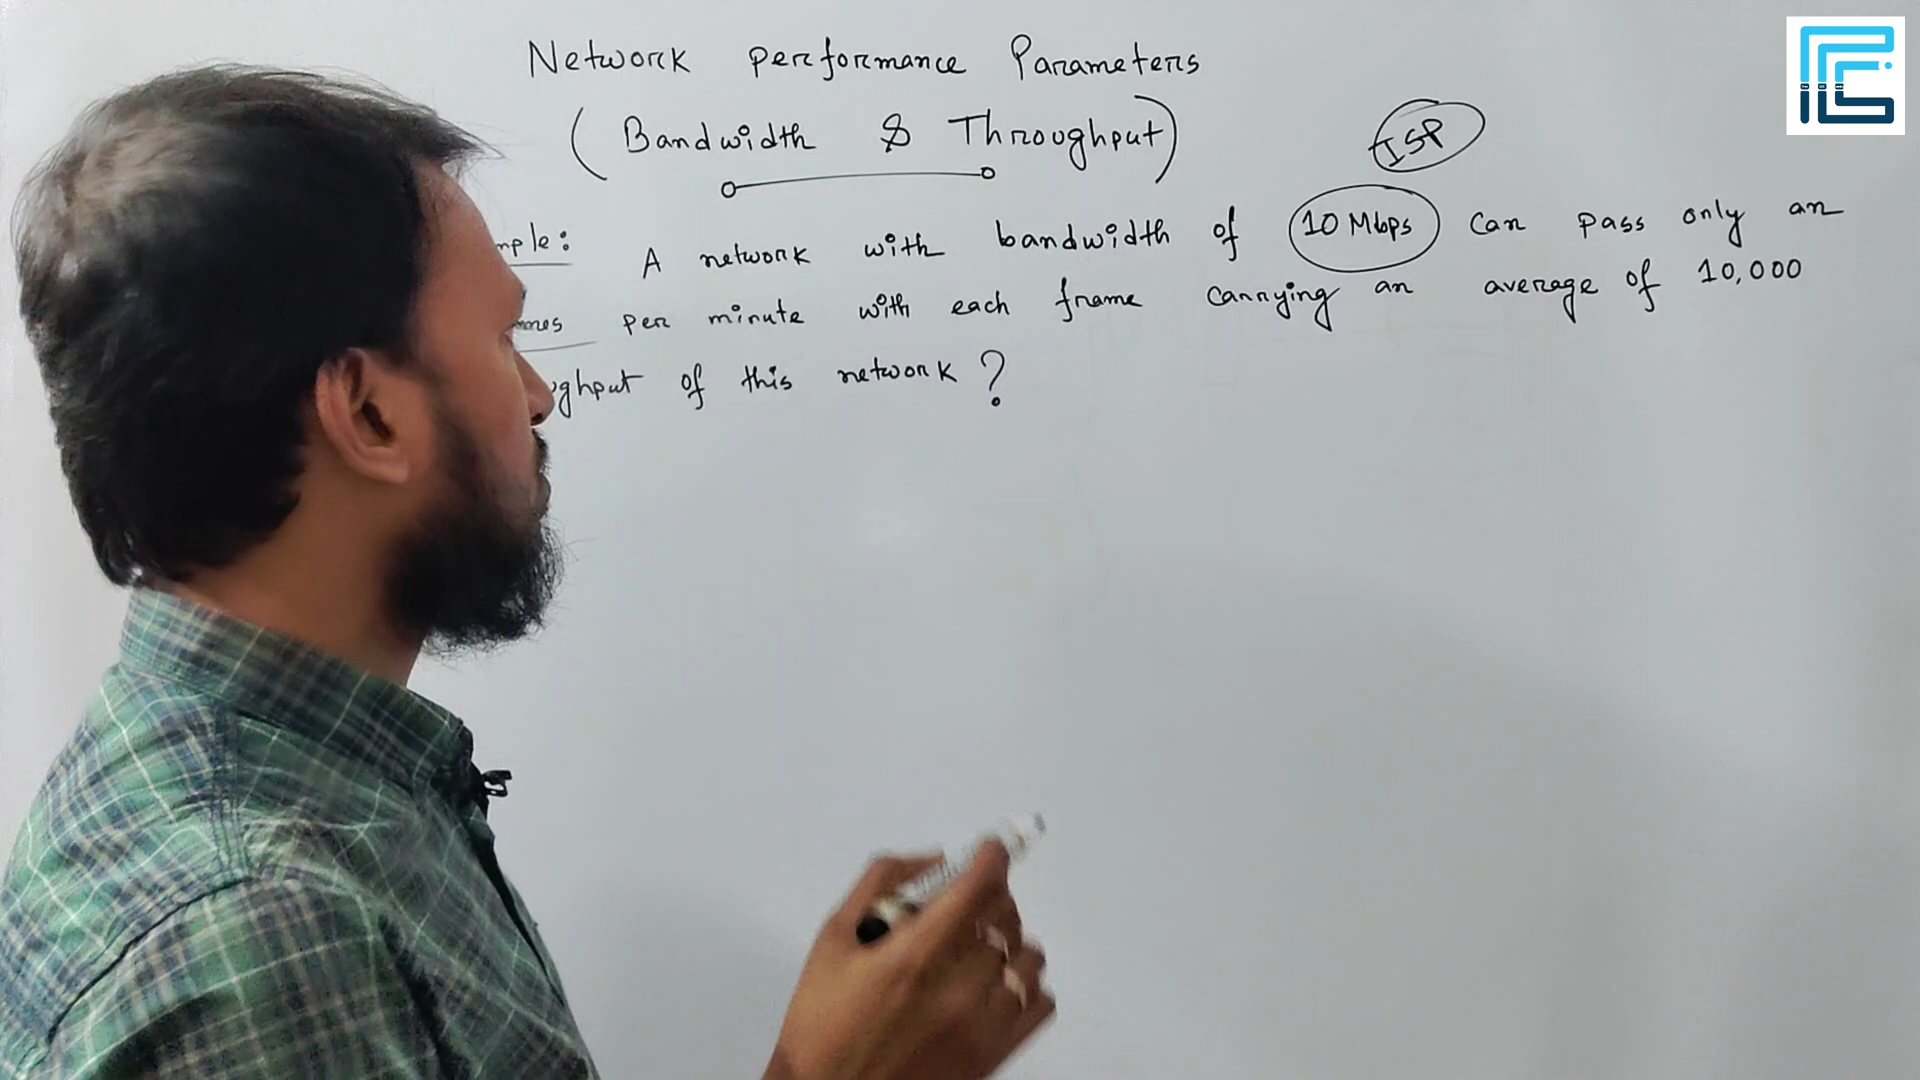 Network performance Parameters
(Bandwidth & Throughput)
ISP
mple: A network with bandwidth of 10 Mbps can pass only an
mes per minute with each frame carrying an average of 10,000
ghput of this network ?